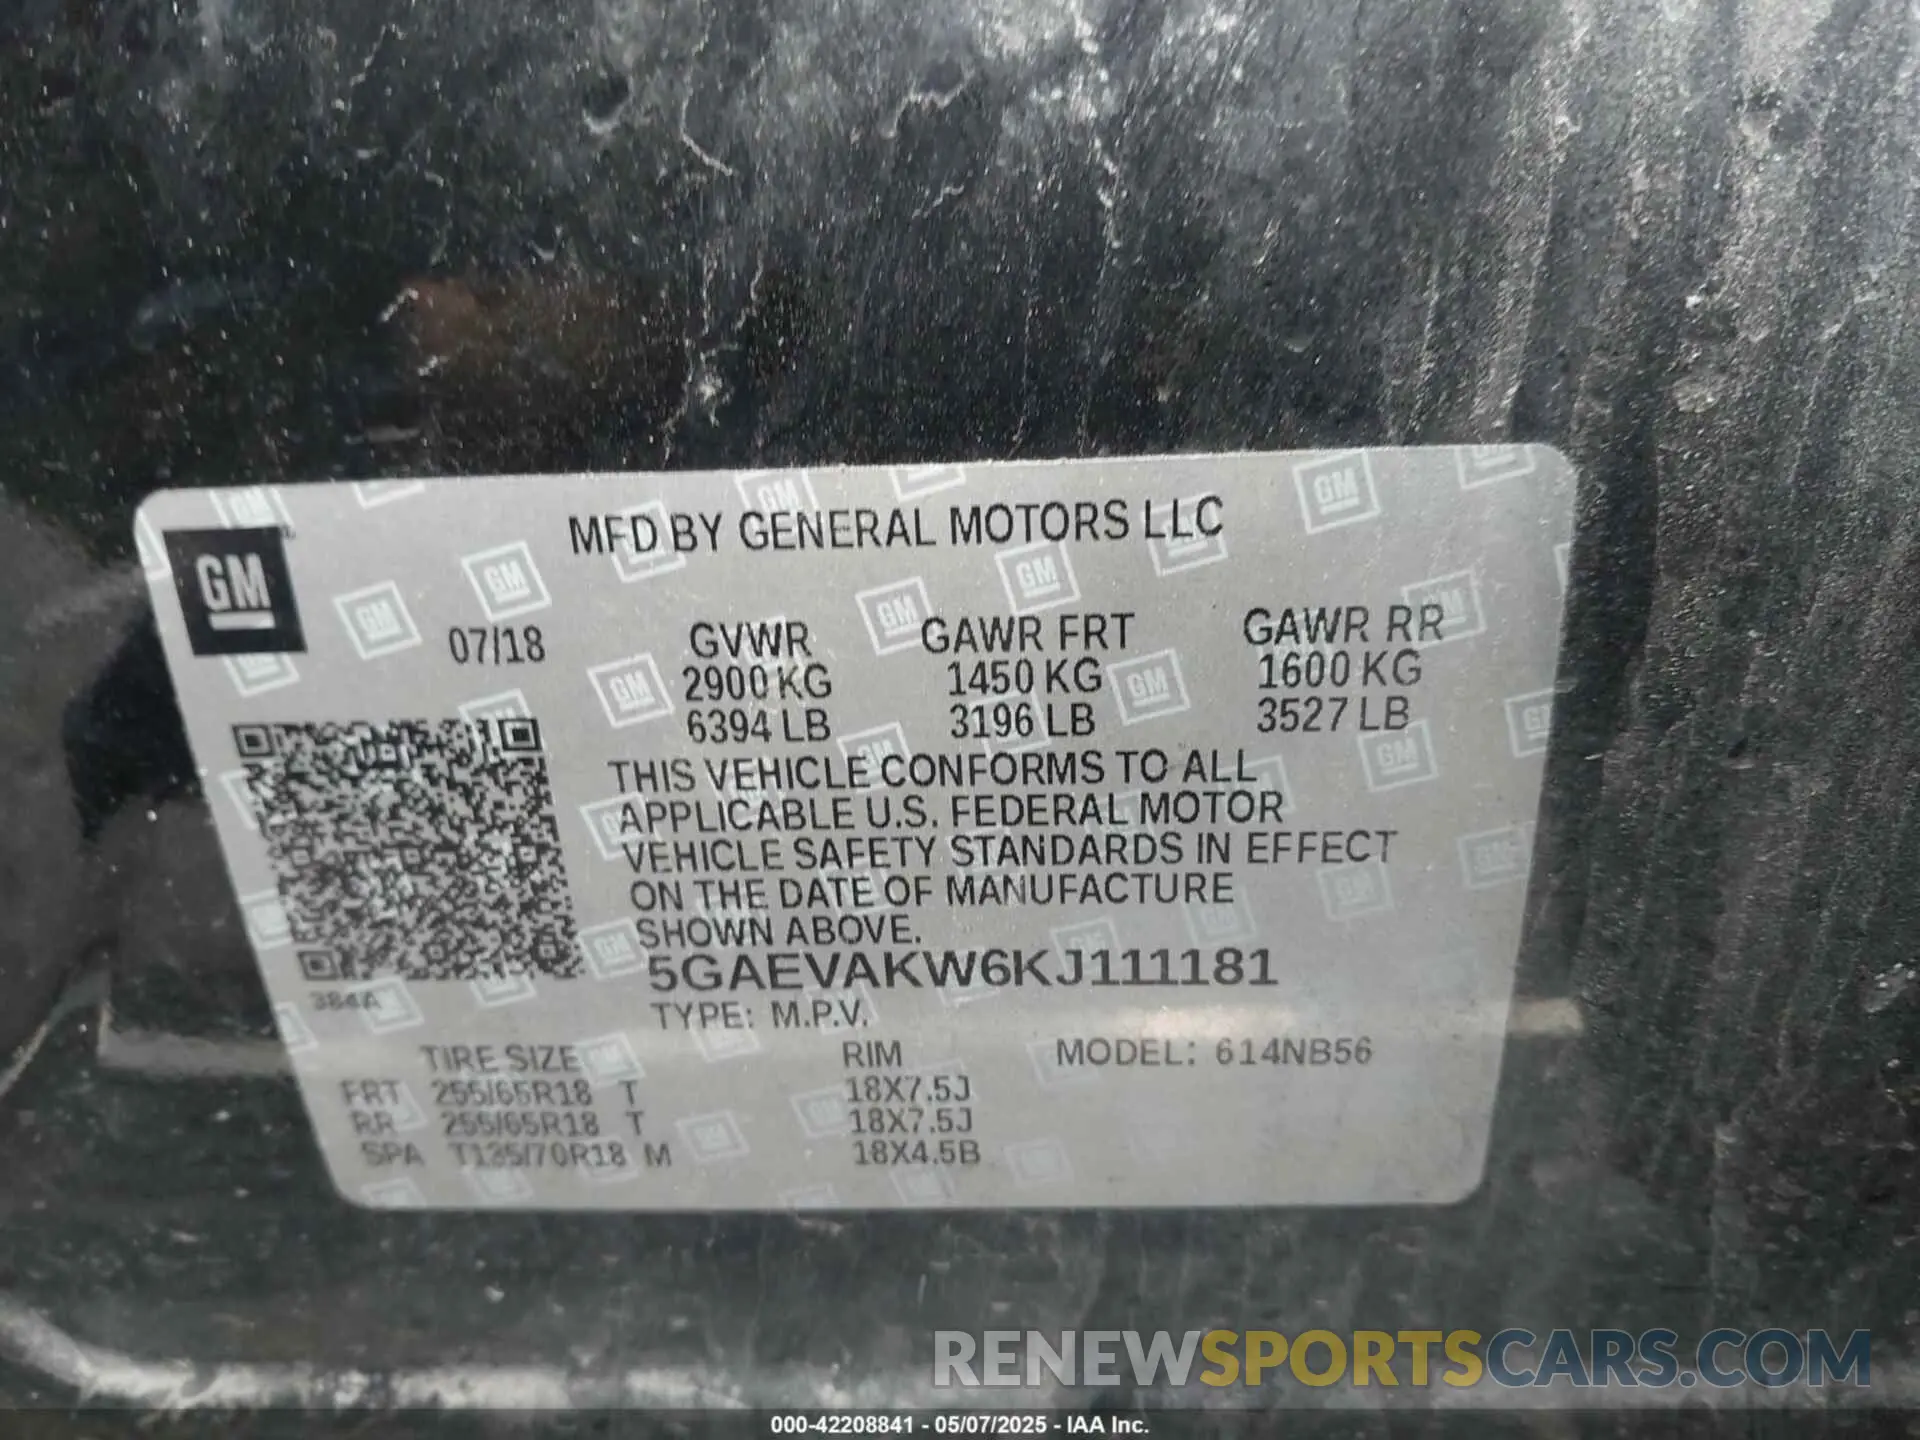 MFD BY GENERAL MOTORS LLC
GM
07/18 GVWR GAWR FRT GAWR RR
2900 KG 1450 KG 1600 KG
6394 LB 3196 LB 3527 LB
THIS VEHICLE CONFORMS TO ALL
APPLICABLE U.S. FEDERAL MOTOR
VEHICLE SAFETY STANDARDS IN EFFECT
ON THE DATE OF MANUFACTURE
SHOWN ABOVE.
5GAEVAKW6KJ111181
384A
TYPE: M.P.V.
TIRE SIZE RIM MODEL: 614NB56
FRT 255/65R18 T 18X7.5J
RR 255/65R18 T 18X7.5J
SPA T135/70R18 M 18X4.5B
RENEWSPORTSCARS.COM
000-42208841 - 05/07/2025 - IAA Inc.